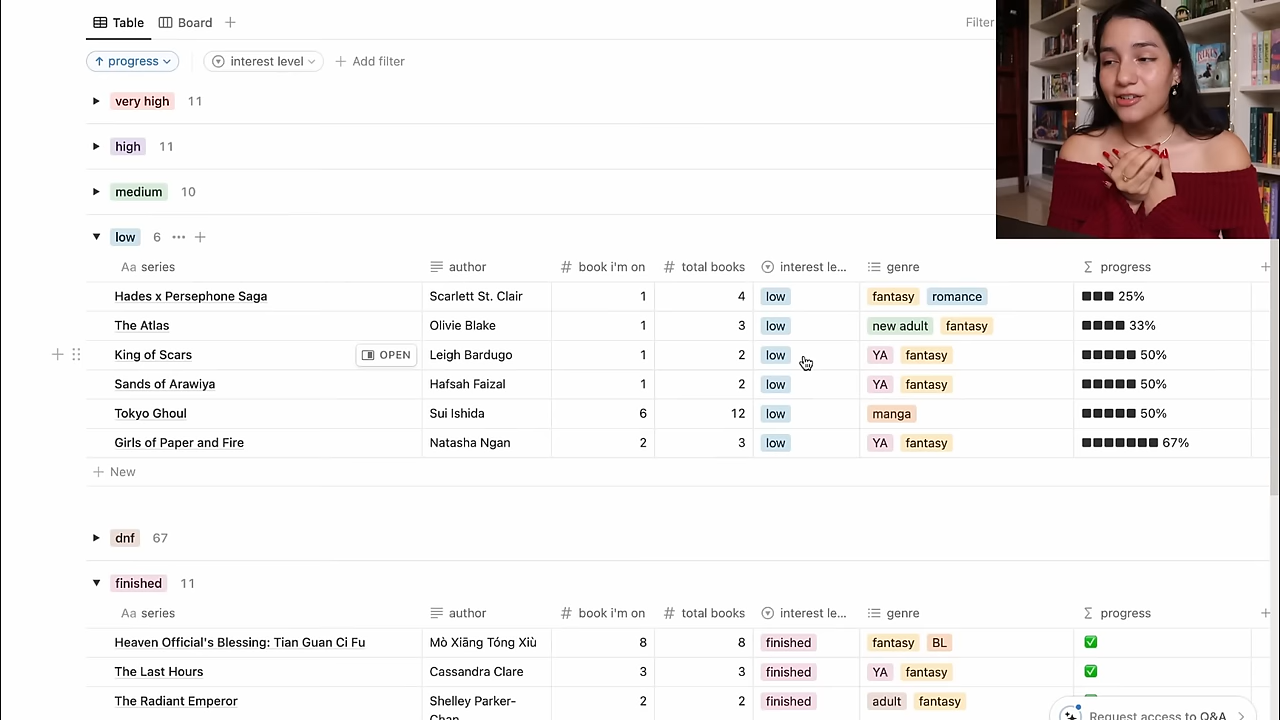 Table Board Filter
progress interest level Add filter
very high 11
high 11
medium 10
low 6
Aa series author # book i'm on # total books interest le... genre Σ progress
Hades x Persephone Saga Scarlett St. Clair 1 4 low fantasy romance 25%
The Atlas Olivie Blake 1 3 low new adult fantasy 33%
King of Scars OPEN Leigh Bardugo 1 2 low YA fantasy 50%
Sands of Arawiya Hafsah Faizal 1 2 low YA fantasy 50%
Tokyo Ghoul Sui Ishida 6 12 low manga 50%
Girls of Paper and Fire Natasha Ngan 2 3 low YA fantasy 67%
New
dnf 67
finished 11
Aa series author # book i'm on # total books interest le... genre Σ progress
Heaven Official's Blessing: Tian Guan Ci Fu Mò Xiāng Tóng Xiù 8 8 finished fantasy BL
The Last Hours Cassandra Clare 3 3 finished YA fantasy
The Radiant Emperor Shelley Parker-Chan 2 2 finished adult fantasy
Request access to Q&A